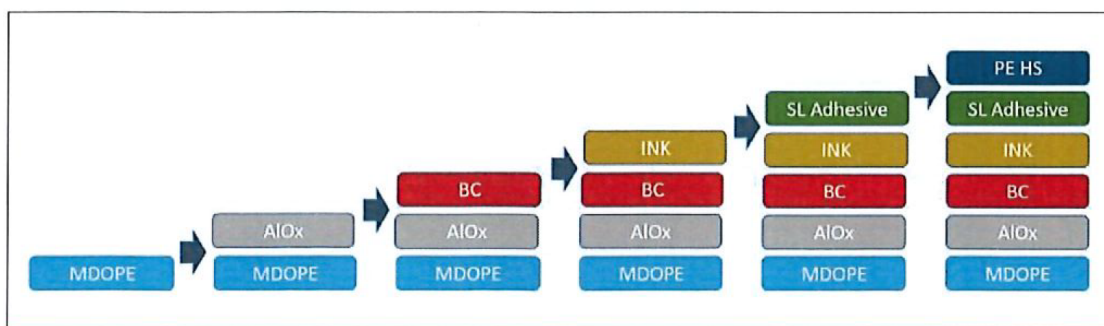 PE HS
SL Adhesive SL Adhesive
INK INK INK
BC BC BC BC
AlOx AlOx AlOx AlOx AlOx
MDOPE MDOPE MDOPE MDOPE MDOPE MDOPE